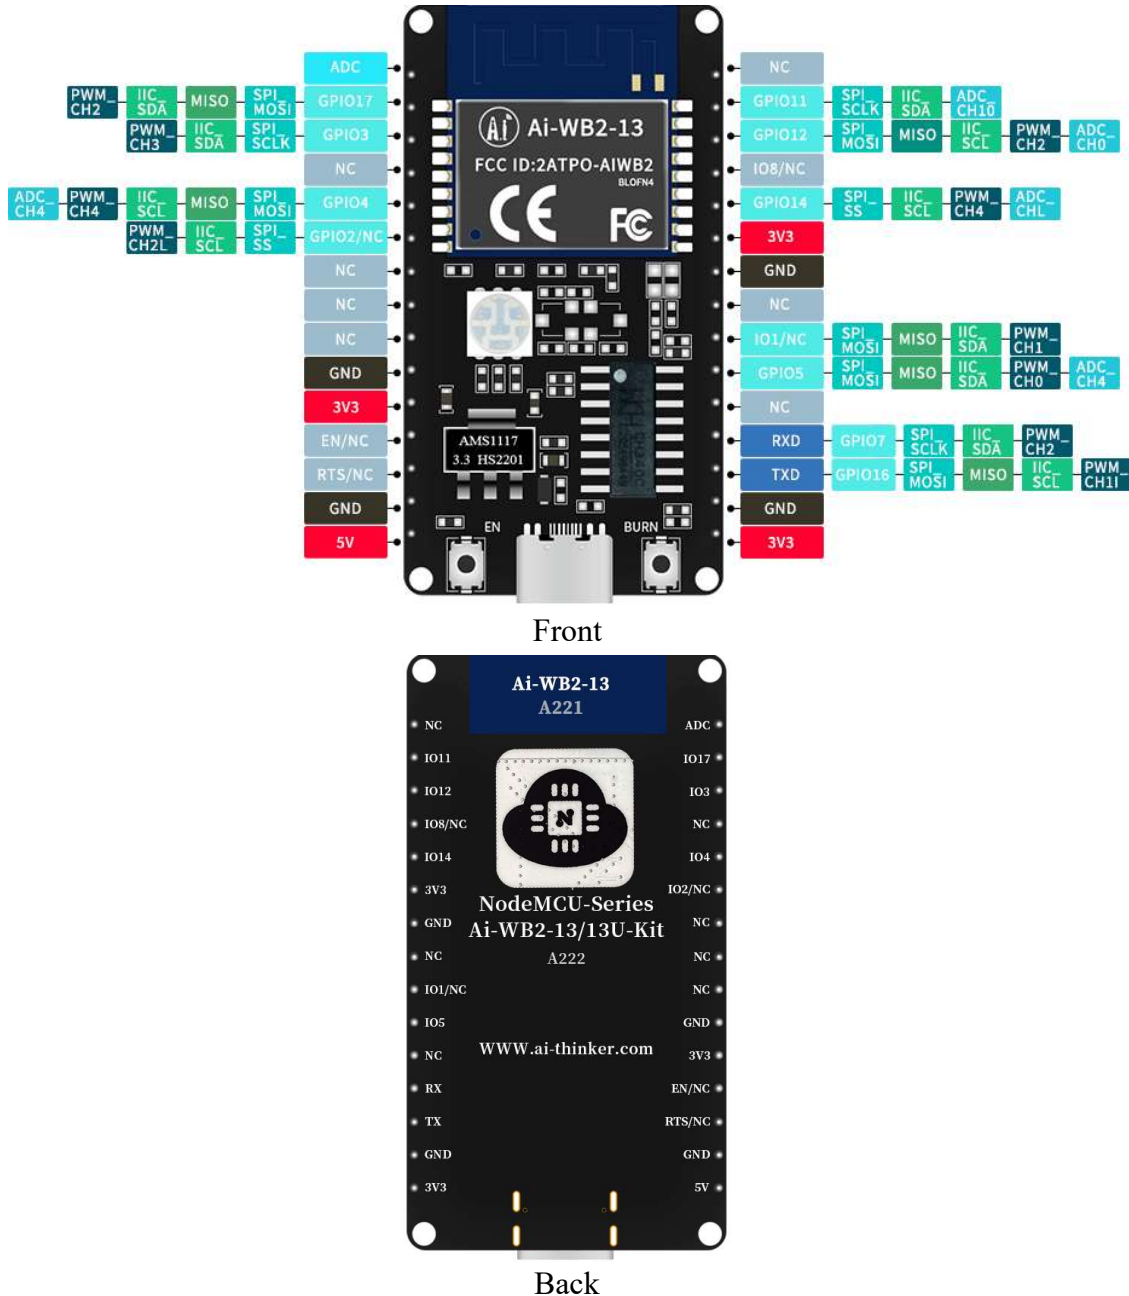 ADC NC
PWM_CH2 IIC_SDA MISO SPI_MOSI GPIO17 GPIO11 SPI_SCLK IIC_SDA ADC_CH10
PWM_CH3 IIC_SDA SPI_SCLK GPIO3 GPIO12 SPI_MOSI MISO IIC_SCL PWM_CH2 ADC_CH0
NC IO8/NC
ADC_CH4 PWM_CH4 IIC_SCL MISO SPI_MOSI GPIO4 GPIO14 SPI_SS IIC_SCL PWM_CH4 ADC_CHL
PWM_CH2L IIC_SCL SPI_SS GPIO2/NC 3V3
NC GND
NC NC
NC IO1/NC SPI_MOSI MISO IIC_SDA PWM_CH1
GND GPIO5 SPI_MOSI MISO IIC_SDA PWM_CH0 ADC_CH4
3V3 NC
EN/NC RXD GPIO7 SPI_SCLK IIC_SDA PWM_CH2
RTS/NC TXD GPIO16 SPI_MOSI MISO IIC_SCL PWM_CH1I
GND GND
5V 3V3
Ai Ai-WB2-13
FCC ID:2ATPO-AIWB2
BLOFN4
CE FC
AMS1117
3.3 HS2201
EN BURN
Front
Ai-WB2-13
A221
NC ADC
IO11 IO17
IO12 IO3
IO8/NC NC
IO14 IO4
3V3 IO2/NC
NodeMCU-Series
GND NC
Ai-WB2-13/13U-Kit
NC A222 NC
IO1/NC NC
IO5 GND
WWW.ai-thinker.com
NC 3V3
RX EN/NC
TX RTS/NC
GND GND
3V3 5V
Back